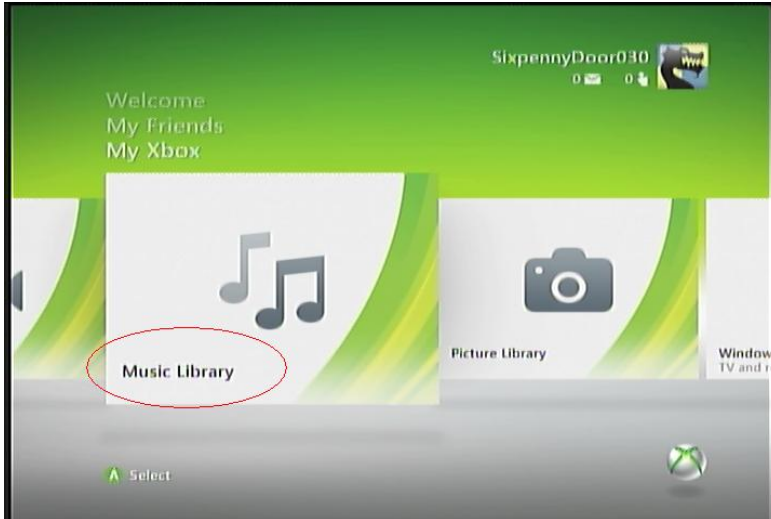 SixpennyDoor030
0 0
Welcome
My Friends
My Xbox
Music Library
Picture Library
Window
TV and r
A Select